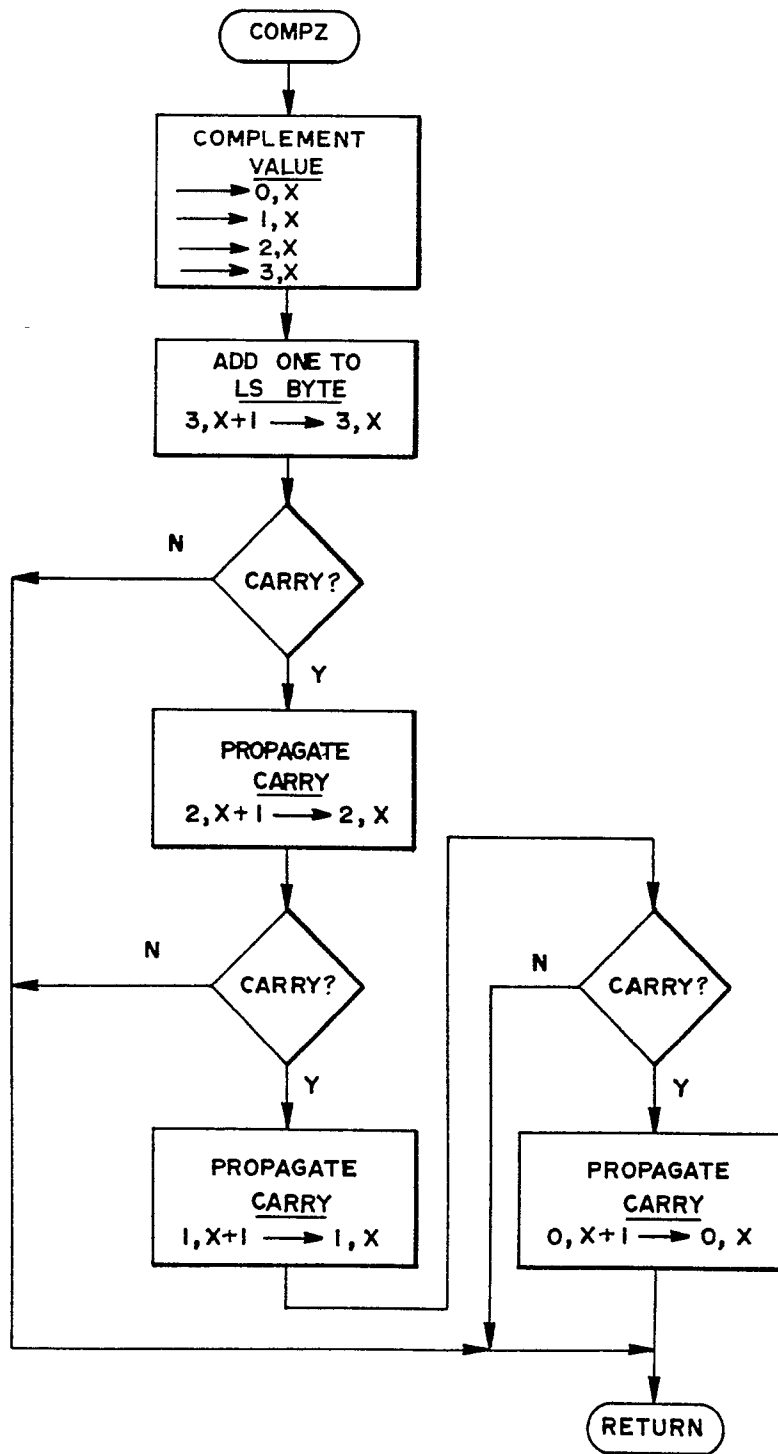 COMPZ
COMPLEMENT
VALUE
0,X
1,X
2,X
3,X
ADD ONE TO
LS BYTE
3,X+1 → 3,X
N
CARRY?
Y
PROPAGATE
CARRY
2,X+1 → 2,X
N
CARRY?
Y
PROPAGATE
CARRY
1,X+1 → 1,X
N
CARRY?
Y
PROPAGATE
CARRY
0,X+1 → 0,X
RETURN